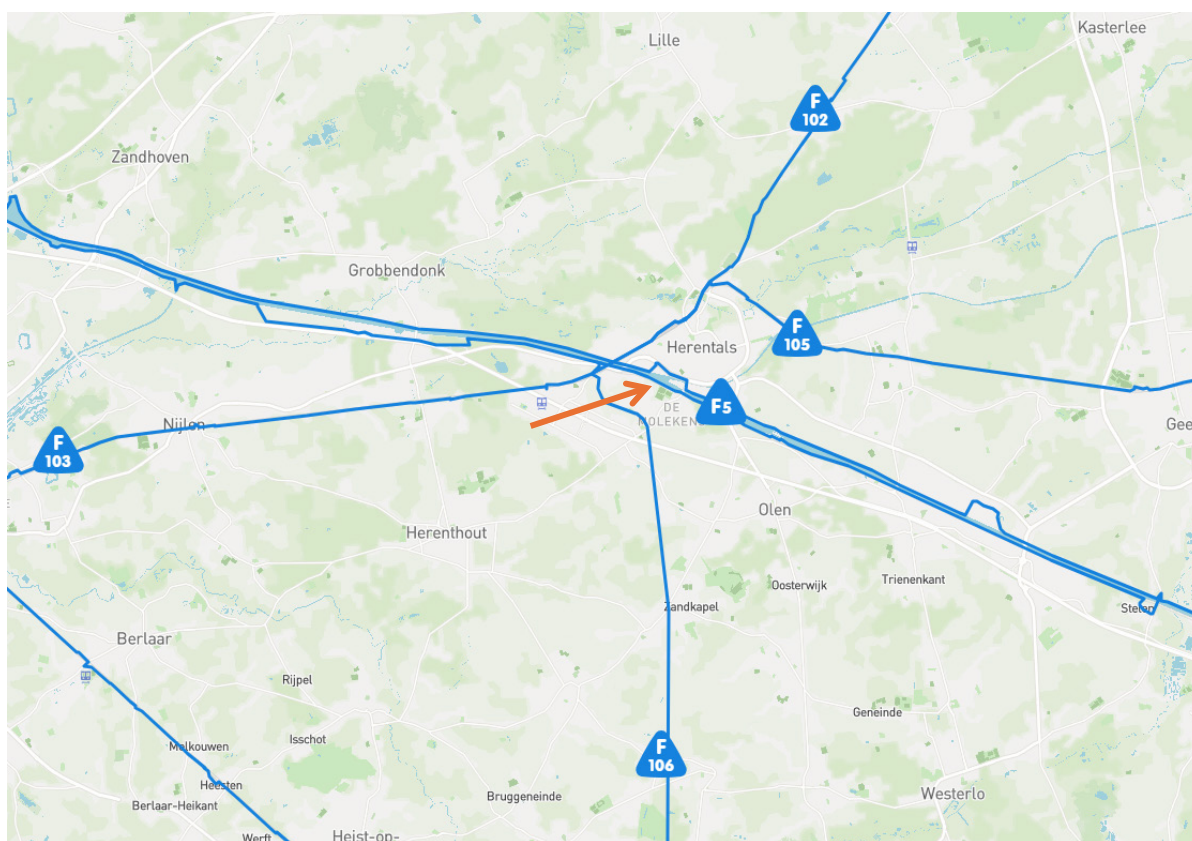 Lille
Kasterlee
F
102
Zandhoven
Grobbendonk
Herentals
F
105
DE
MOLEKENS
F5
Nijlen
Gee
F
103
Olen
Herenthout
Oosterwijk
Trienenkant
Zandkapel
Stelen
Berlaar
Rijpel
Geneinde
Isschot
Molkouwen
F
106
Heesten
Bruggeneinde
Westerlo
Berlaar-Heikant
Werft
Heist-op-